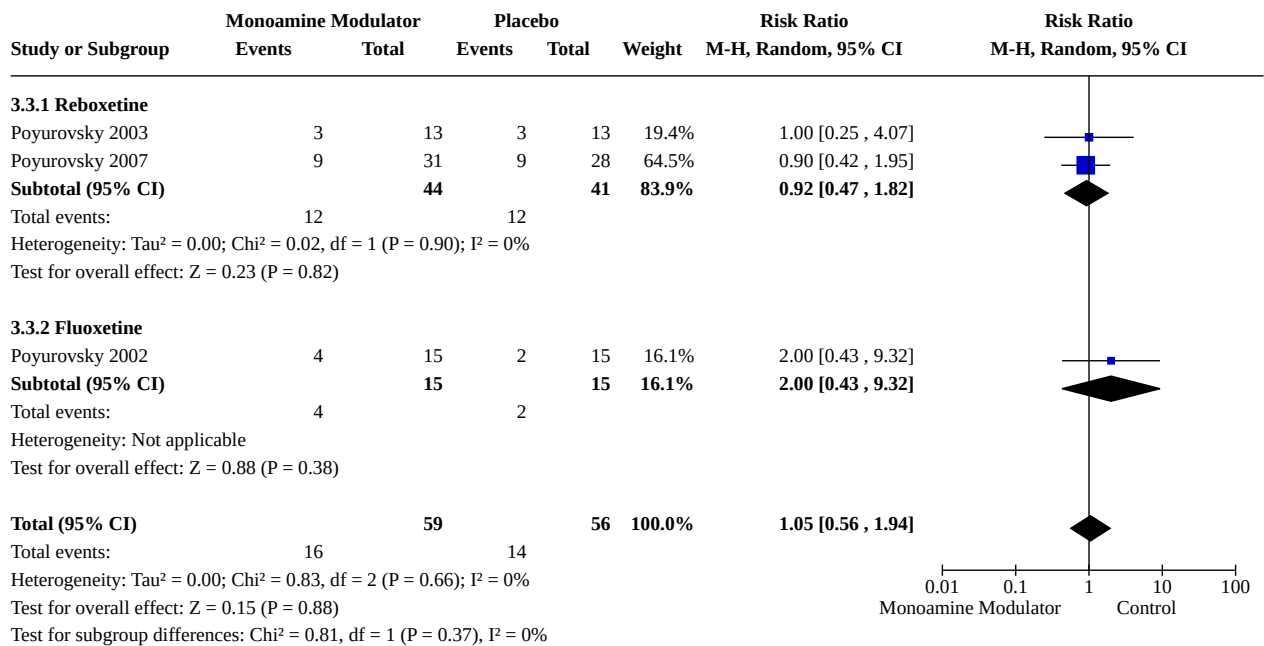 Monoamine Modulator Placebo Risk Ratio Risk Ratio
Study or Subgroup Events Total Events Total Weight M-H, Random, 95% CI M-H, Random, 95% CI
3.3.1 Reboxetine
Poyurovsky 2003 3 13 3 13 19.4% 1.00 [0.25 , 4.07]
Poyurovsky 2007 9 31 9 28 64.5% 0.90 [0.42 , 1.95]
Subtotal (95% CI) 44 41 83.9% 0.92 [0.47 , 1.82]
Total events: 12 12
Heterogeneity: Tau² = 0.00; Chi² = 0.02, df = 1 (P = 0.90); I² = 0%
Test for overall effect: Z = 0.23 (P = 0.82)
3.3.2 Fluoxetine
Poyurovsky 2002 4 15 2 15 16.1% 2.00 [0.43 , 9.32]
Subtotal (95% CI) 15 15 16.1% 2.00 [0.43 , 9.32]
Total events: 4 2
Heterogeneity: Not applicable
Test for overall effect: Z = 0.88 (P = 0.38)
Total (95% CI) 59 56 100.0% 1.05 [0.56 , 1.94]
Total events: 16 14
Heterogeneity: Tau² = 0.00; Chi² = 0.83, df = 2 (P = 0.66); I² = 0%
Test for overall effect: Z = 0.15 (P = 0.88)
Test for subgroup differences: Chi² = 0.81, df = 1 (P = 0.37), I² = 0%
0.01 0.1 1 10 100
Monoamine Modulator Control